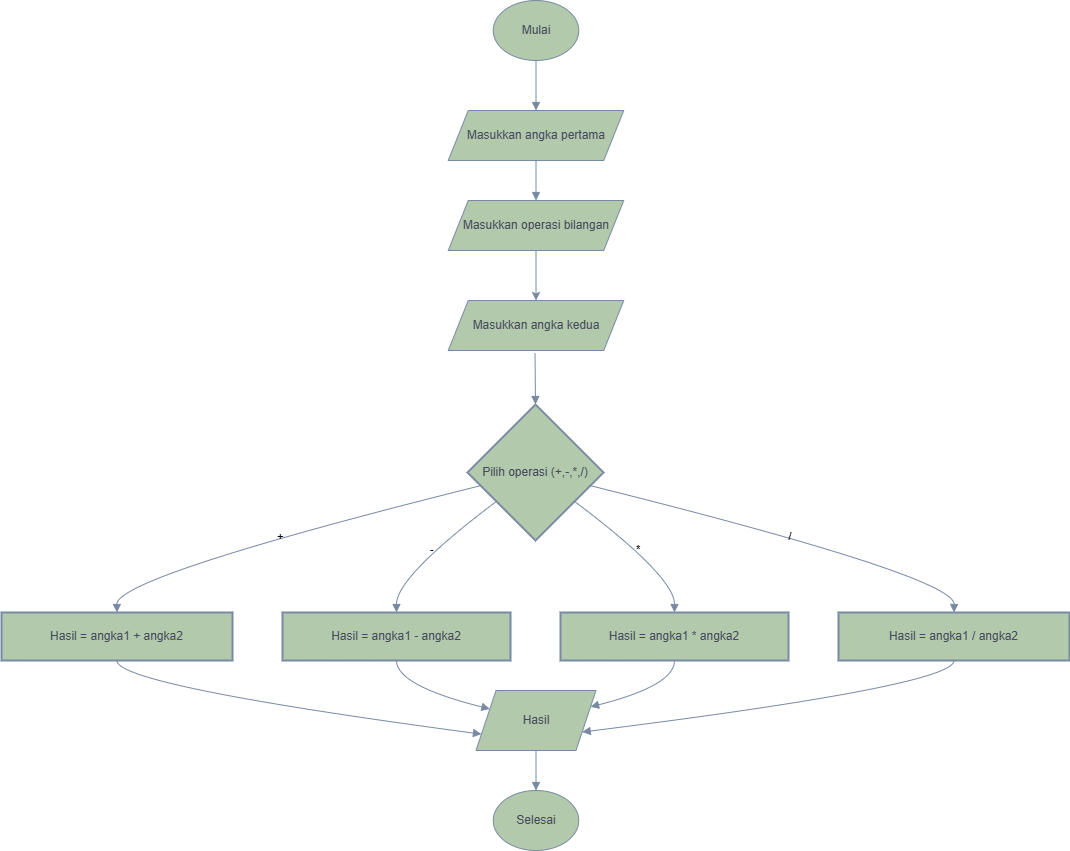 Mulai
Masukkan angka pertama
Masukkan operasi bilangan
Masukkan angka kedua
Pilih operasi (+,-,*,/)
+
-
*
/
Hasil = angka1 + angka2
Hasil = angka1 - angka2
Hasil = angka1 * angka2
Hasil = angka1 / angka2
Hasil
Selesai